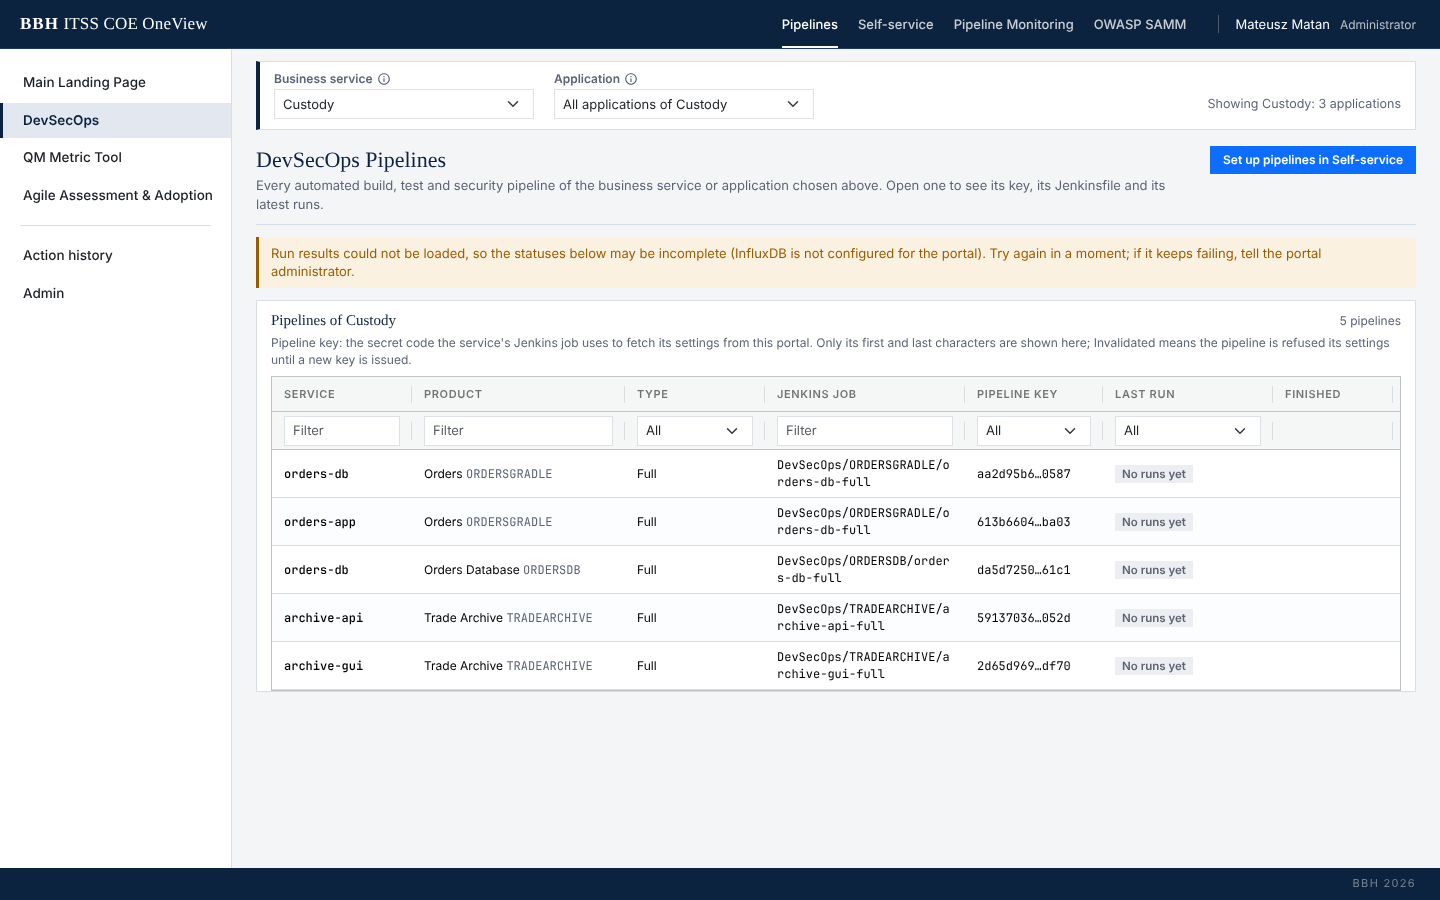 BBH ITSS COE OneView
Pipelines
Self-service
Pipeline Monitoring
OWASP SAMM
Mateusz Matan Administrator
Main Landing Page
DevSecOps
QM Metric Tool
Agile Assessment & Adoption
Action history
Admin
Business service
Application
Custody
All applications of Custody
Showing Custody: 3 applications
DevSecOps Pipelines
Set up pipelines in Self-service
Every automated build, test and security pipeline of the business service or application chosen above. Open one to see its key, its Jenkinsfile and its
latest runs.
Run results could not be loaded, so the statuses below may be incomplete (InfluxDB is not configured for the portal). Try again in a moment; if it keeps failing, tell the portal
administrator.
Pipelines of Custody
5 pipelines
Pipeline key: the secret code the service's Jenkins job uses to fetch its settings from this portal. Only its first and last characters are shown here; Invalidated means the pipeline is refused its settings
until a new key is issued.
SERVICE PRODUCT TYPE JENKINS JOB PIPELINE KEY LAST RUN FINISHED
Filter Filter All Filter All All
orders-db Orders ORDERSGRADLE Full DevSecOps/ORDERSGRADLE/o
rders-db-full aa2d95b6…0587 No runs yet
orders-app Orders ORDERSGRADLE Full DevSecOps/ORDERSGRADLE/o
rders-db-full 613b6604…ba03 No runs yet
orders-db Orders Database ORDERSDB Full DevSecOps/ORDERSDB/order
s-db-full da5d7250…61c1 No runs yet
archive-api Trade Archive TRADEARCHIVE Full DevSecOps/TRADEARCHIVE/a
rchive-api-full 59137036…052d No runs yet
archive-gui Trade Archive TRADEARCHIVE Full DevSecOps/TRADEARCHIVE/a
rchive-gui-full 2d65d969…df70 No runs yet
BBH 2026